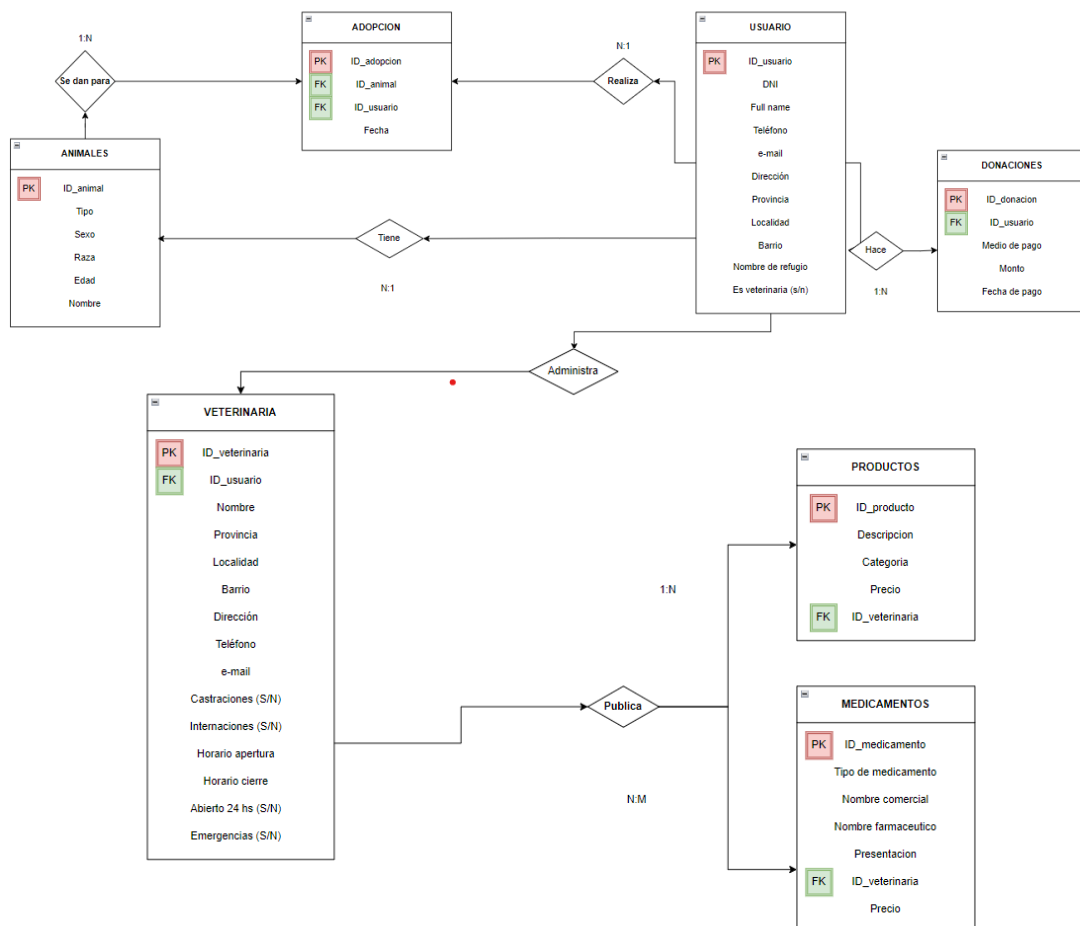 1:N
Se dan para
ADOPCION
PK ID_adopcion
FK ID_animal
FK ID_usuario
Fecha
N:1
Realiza
USUARIO
PK ID_usuario
DNI
Full name
Teléfono
e-mail
Dirección
Provincia
Localidad
Barrio
Nombre de refugio
Es veterinaria (s/n)
ANIMALES
PK ID_animal
Tipo
Sexo
Raza
Edad
Nombre
Tiene
N:1
Hace
1:N
DONACIONES
PK ID_donacion
FK ID_usuario
Medio de pago
Monto
Fecha de pago
Administra
VETERINARIA
PK ID_veterinaria
FK ID_usuario
Nombre
Provincia
Localidad
Barrio
Dirección
Teléfono
e-mail
Castraciones (S/N)
Internaciones (S/N)
Horario apertura
Horario cierre
Abierto 24 hs (S/N)
Emergencias (S/N)
1:N
Publica
N:M
PRODUCTOS
PK ID_producto
Descripcion
Categoria
Precio
FK ID_veterinaria
MEDICAMENTOS
PK ID_medicamento
Tipo de medicamento
Nombre comercial
Nombre farmaceutico
Presentacion
FK ID_veterinaria
Precio